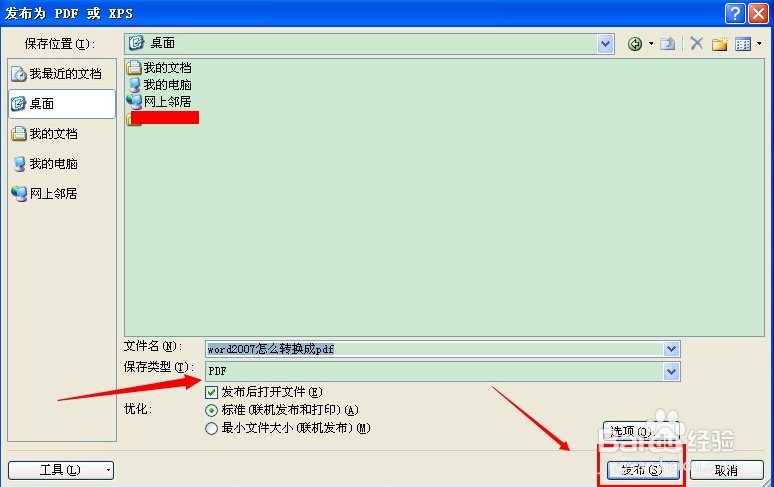 发布为 PDF 或 XPS
保存位置(I):
桌面
我最近的文档
桌面
我的文档
我的电脑
网上邻居
我的文档
我的电脑
网上邻居
文件名(N):
word2007怎么转换成pdf
保存类型(T):
PDF
发布后打开文件(E)
优化:
标准(联机发布和打印)(A)
最小文件大小(联机发布)(M)
选项(O)
Baidu经验
工具(L)
发布(S)
取消